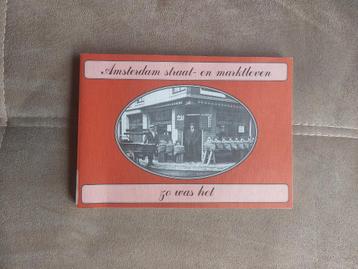 Amsterdam straat- en marktleven
zo was het